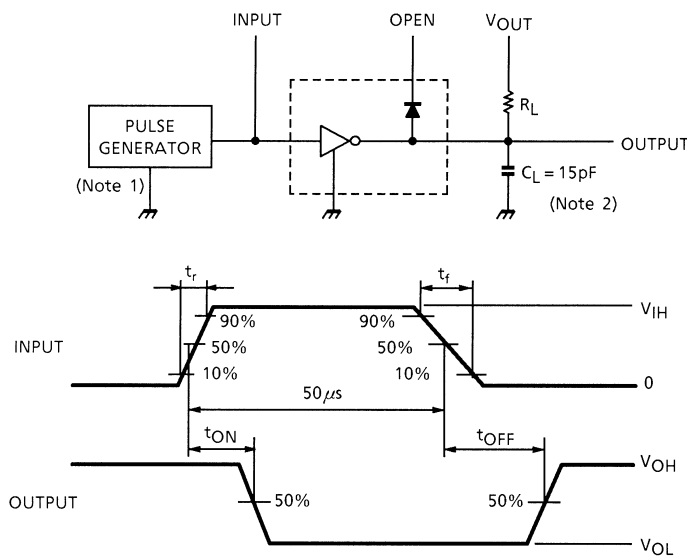 INPUT
OPEN
VOUT
RL
PULSE
GENERATOR
OUTPUT
(Note 1)
CL = 15pF
(Note 2)
tr
tf
VIH
90%
90%
INPUT
50%
50%
10%
10%
0
50μs
tON
tOFF
VOH
OUTPUT
50%
50%
VOL